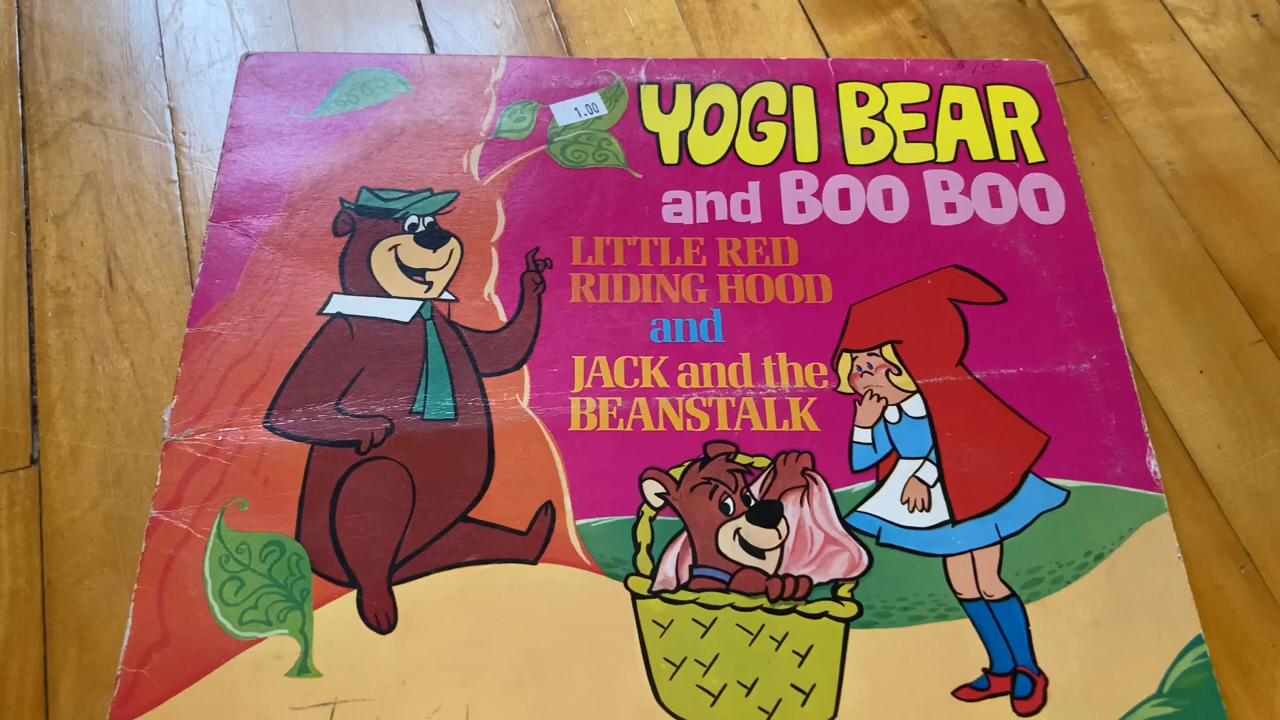 1.00
YOGI BEAR
and BOO BOO
LITTLE RED
RIDING HOOD
and
JACK and the
BEANSTALK